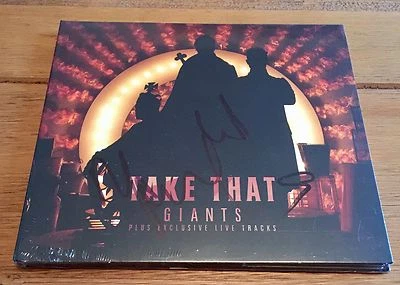 TAKE THAT
GIANTS
PLUS EXCLUSIVE LIVE TRACKS